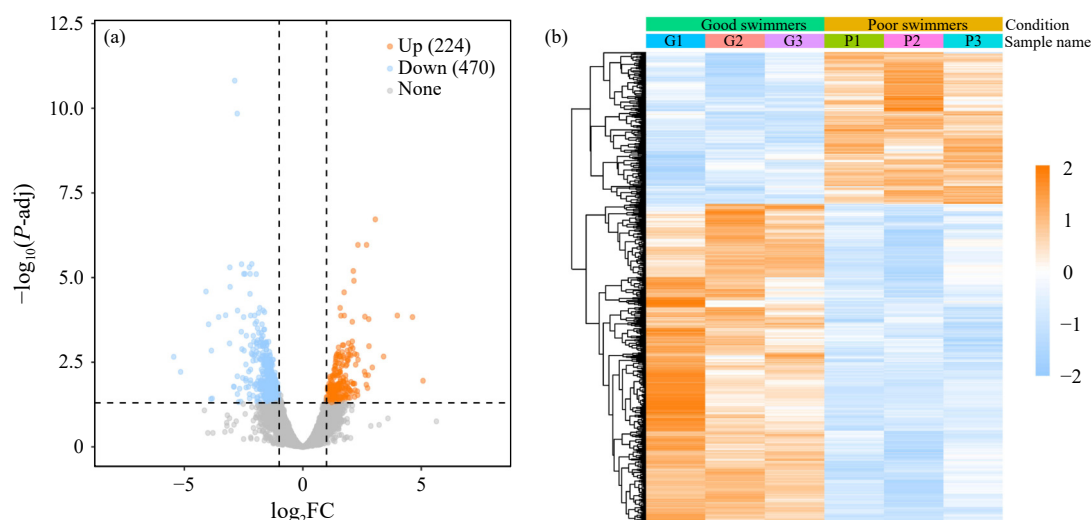 (a)
Up (224)
Down (470)
None
12.5
10.0
7.5
5.0
2.5
0
−log₁₀(P-adj)
−5
0
5
log₂FC
(b)
Good swimmers
Poor swimmers
Condition
G1
G2
G3
P1
P2
P3
Sample name
2
1
0
−1
−2